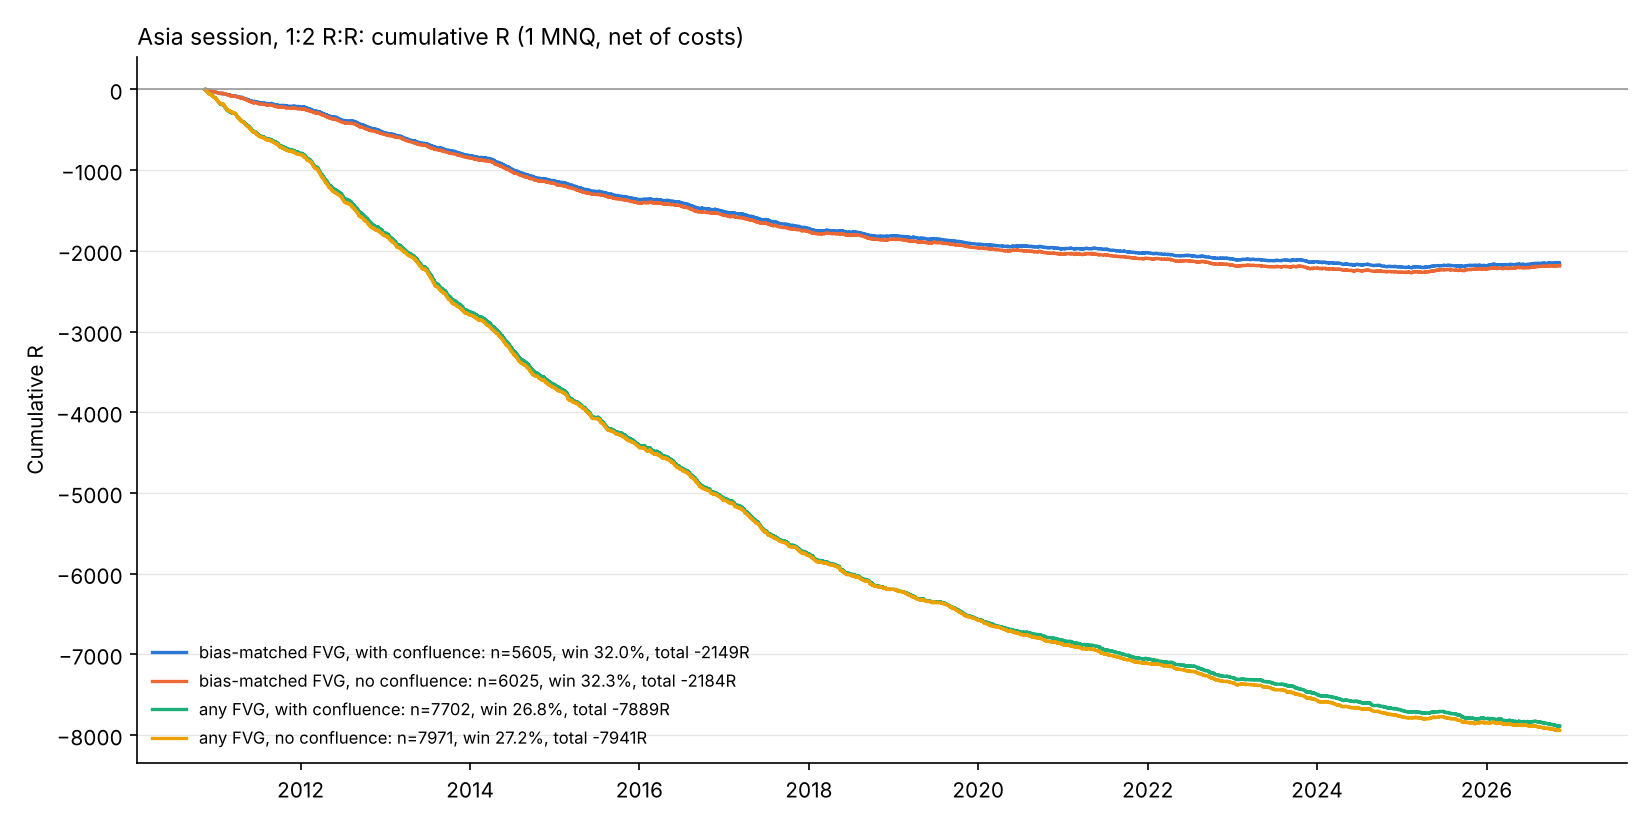 Asia session, 1:2 R:R: cumulative R (1 MNQ, net of costs)
Cumulative R
0
−1000
−2000
−3000
−4000
−5000
−6000
−7000
−8000
bias-matched FVG, with confluence: n=5605, win 32.0%, total -2149R
bias-matched FVG, no confluence: n=6025, win 32.3%, total -2184R
any FVG, with confluence: n=7702, win 26.8%, total -7889R
any FVG, no confluence: n=7971, win 27.2%, total -7941R
2012 2014 2016 2018 2020 2022 2024 2026